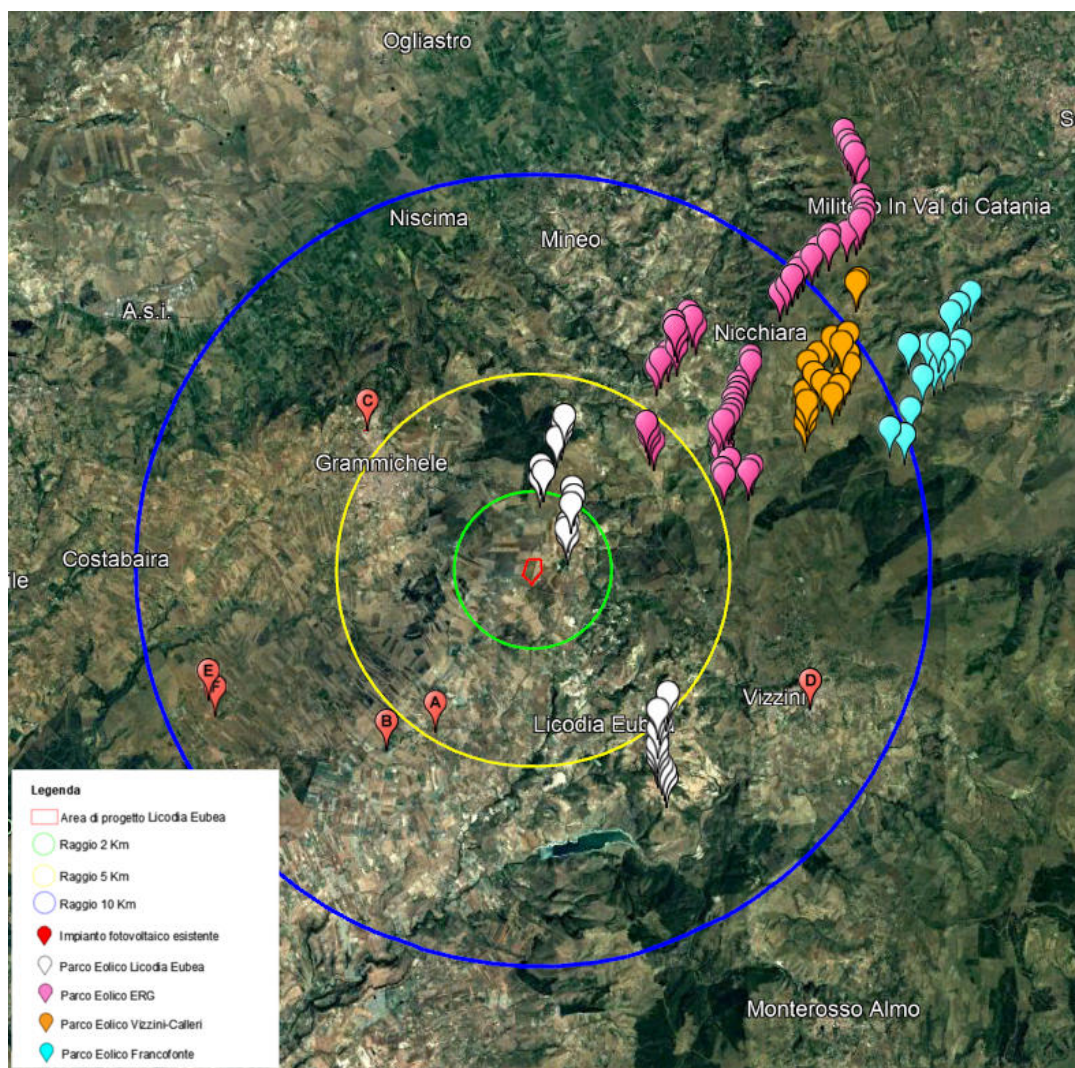 Ogliastro
S
Niscima
Militello In Val di Catania
Mineo
A.s.i.
Nicchiara
C
Grammichele
Costabaira
ile
E
F
A
B
D
Vizzini
Licodia Eubea
Legenda
Area di progetto Licodia Eubea
Raggio 2 Km
Raggio 5 Km
Raggio 10 Km
Impianto fotovoltaico esistente
Parco Eolico Licodia Eubea
Parco Eolico ERG
Parco Eolico Vizzini-Calleri
Parco Eolico Francofonte
Monterosso Almo